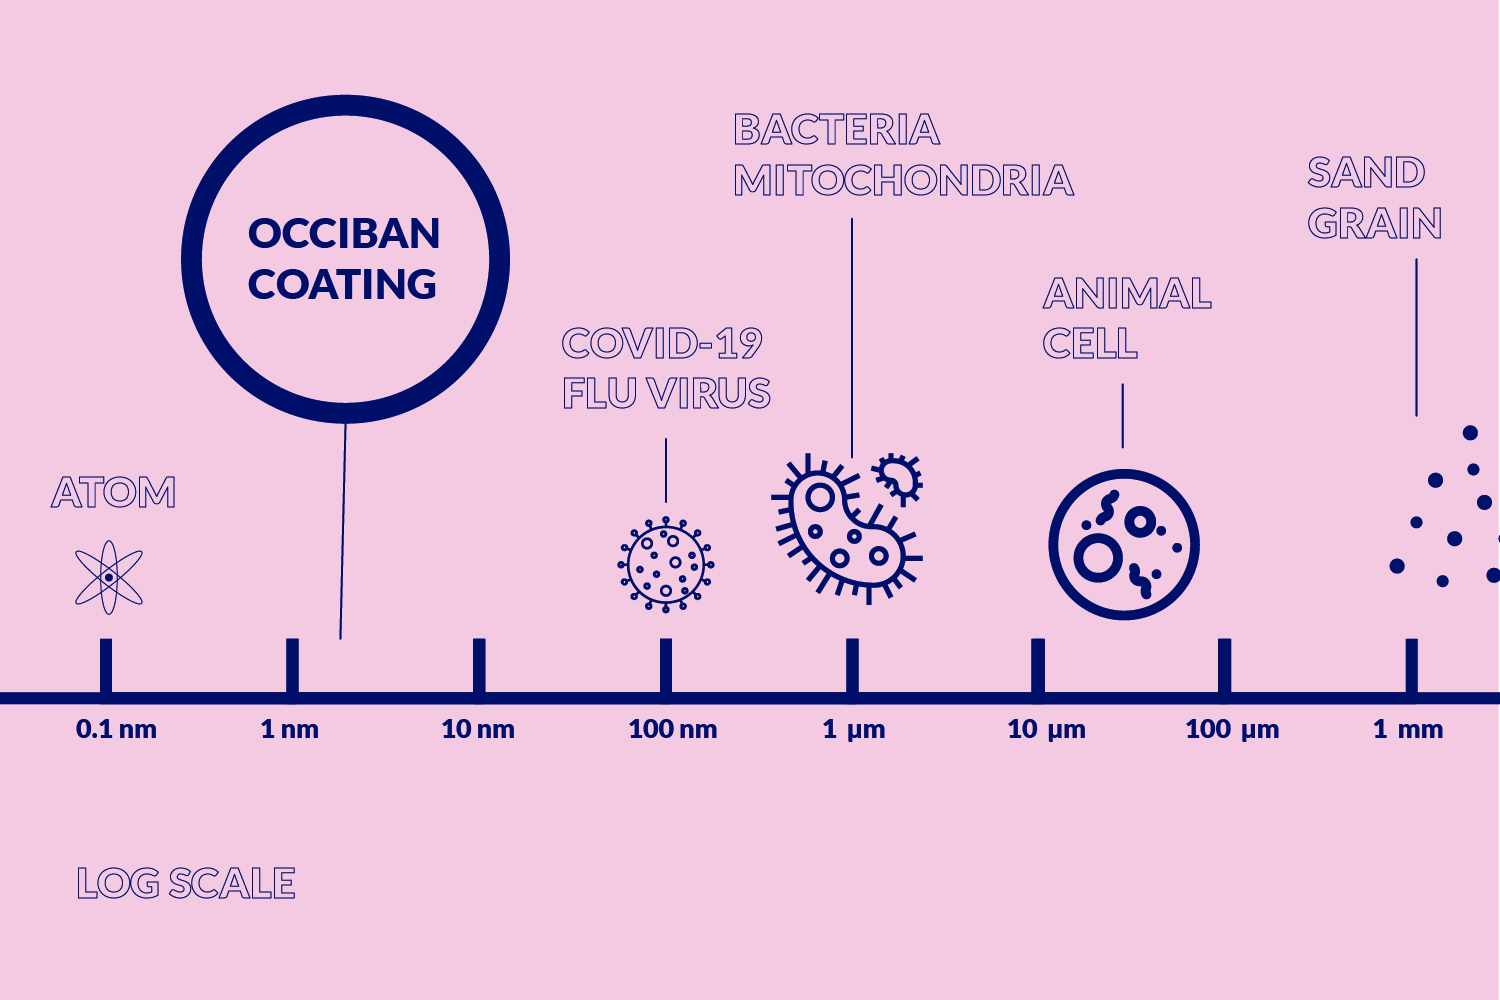 BACTERIA
MITOCHONDRIA
SAND
GRAIN
OCCIBAN
COATING
ANIMAL
CELL
COVID-19
FLU VIRUS
ATOM
0.1 nm 1 nm 10 nm 100 nm 1 µm 10 µm 100 µm 1 mm
LOG SCALE